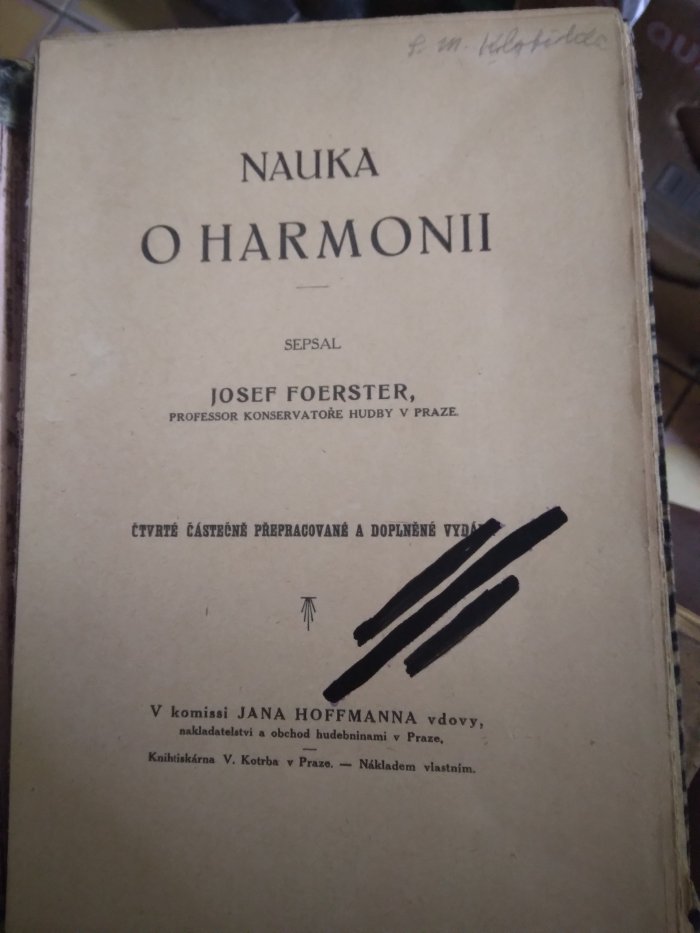 S. M.
NAUKA
O HARMONII
SEPSAL
JOSEF FOERSTER,
PROFESSOR KONSERVATOŘE HUDBY V PRAZE.
ČTVRTÉ ČÁSTEČNĚ PŘEPRACOVANÉ A DOPLNĚNÉ
V komissi JANA HOFFMANNA vdovy,
nakladatelství a obchod hudebninami v Praze,
Knihtiskárna V. Kotrba v Praze. — Nákladem vlastním.